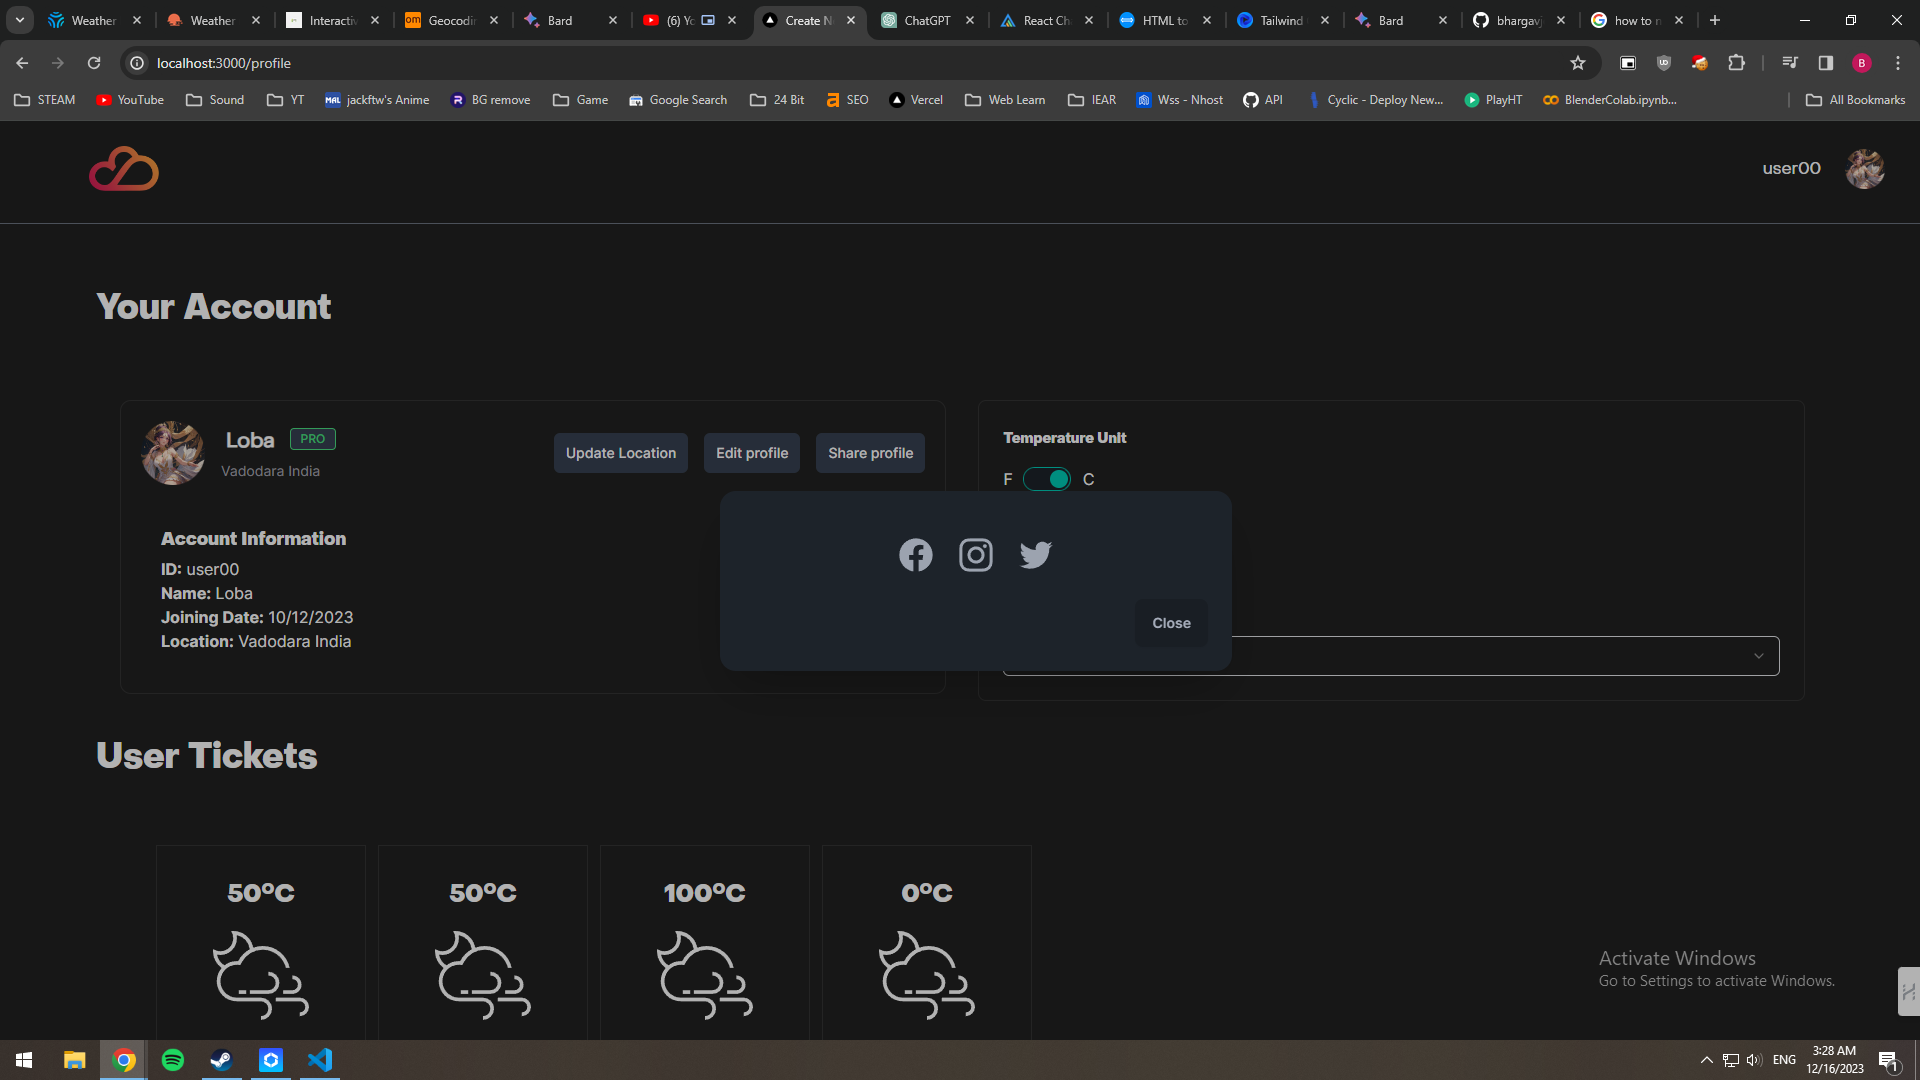 Weather
Weather
Interactiv
om Geocodin
Bard
(6) Yo
Create N
ChatGPT
React Ch
HTML to
Tailwind
Bard
bhargavj
how to n
localhost:3000/profile
B
STEAM
YouTube
Sound
YT
MAL jackftw's Anime
R BG remove
Game
Google Search
24 Bit
SEO
Vercel
Web Learn
IEAR
Wss - Nhost
API
Cyclic - Deploy New...
PlayHT
BlenderColab.ipynb...
All Bookmarks
user00
Your Account
Loba PRO
Vadodara India
Update Location
Edit profile
Share profile
Account Information
ID: user00
Name: Loba
Joining Date: 10/12/2023
Location: Vadodara India
Temperature Unit
F C
Close
User Tickets
50°C
50°C
100°C
0°C
Activate Windows
Go to Settings to activate Windows.
ENG
3:28 AM
12/16/2023
1